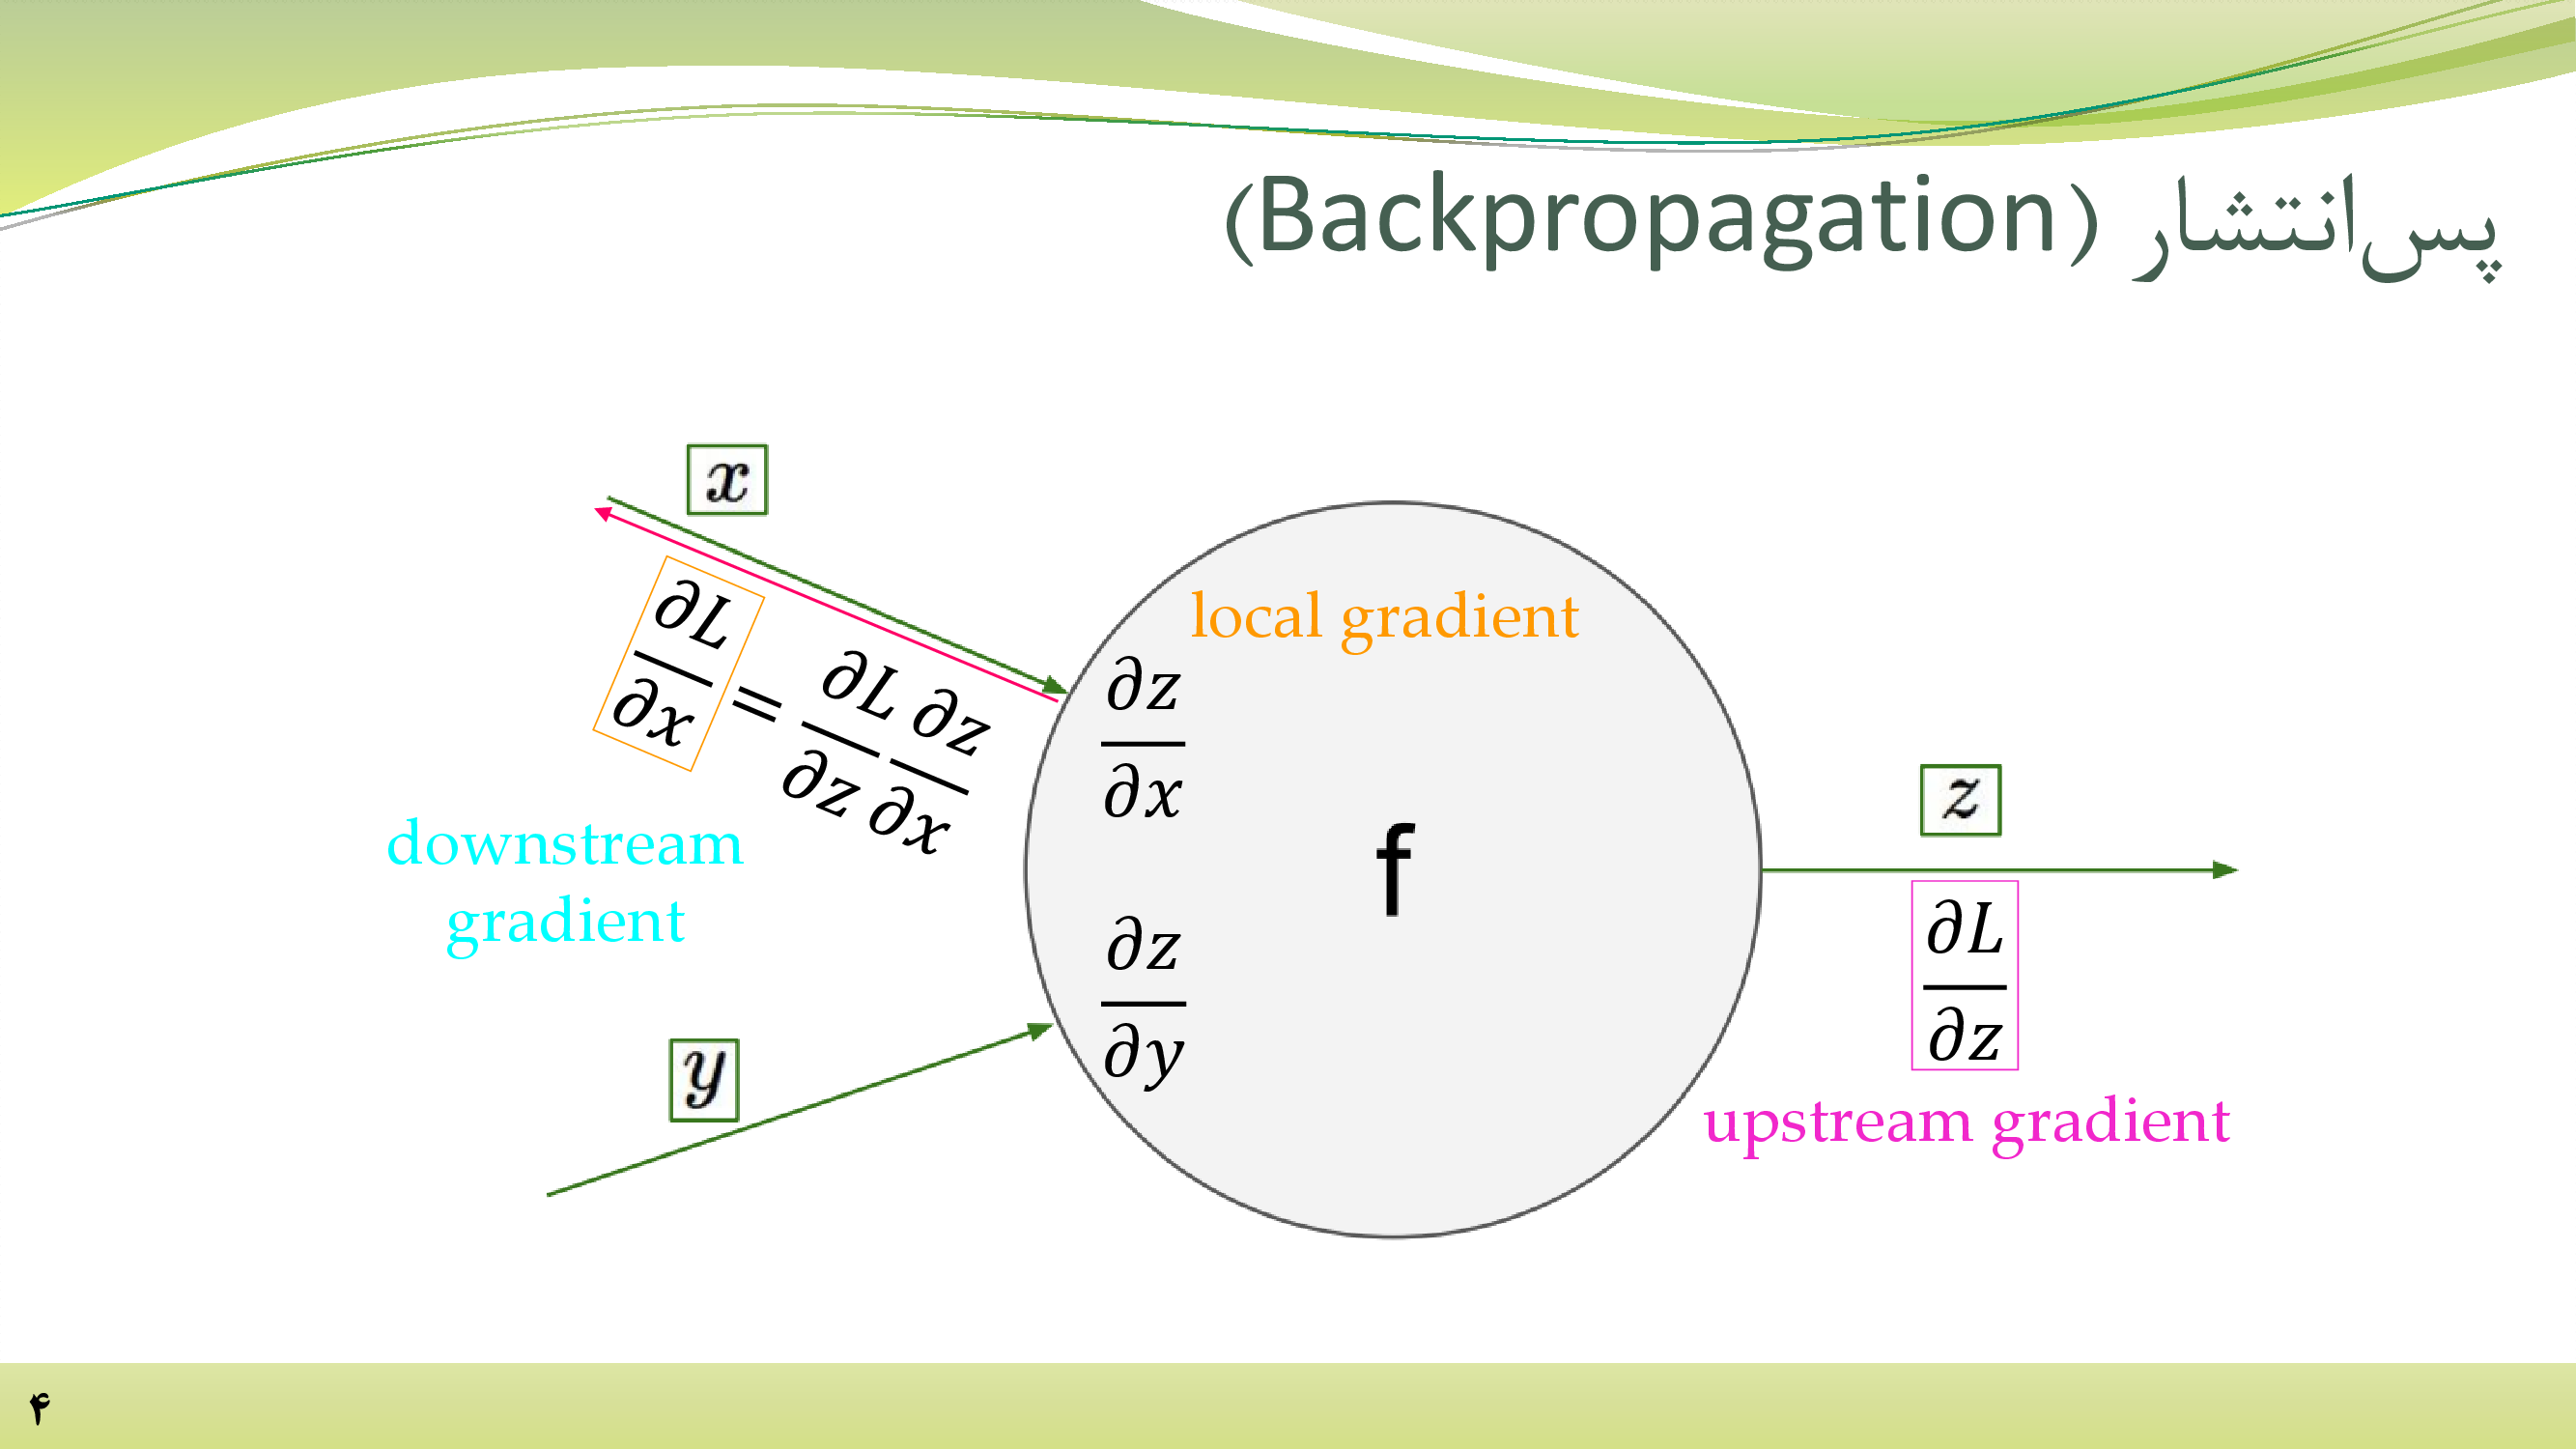 پس‌انتشار (Backpropagation)
x
∂L/∂x = ∂L/∂z ∂z/∂x
downstream
gradient
y
local gradient
∂z/∂x
f
∂z/∂y
z
∂L/∂z
upstream gradient
۴